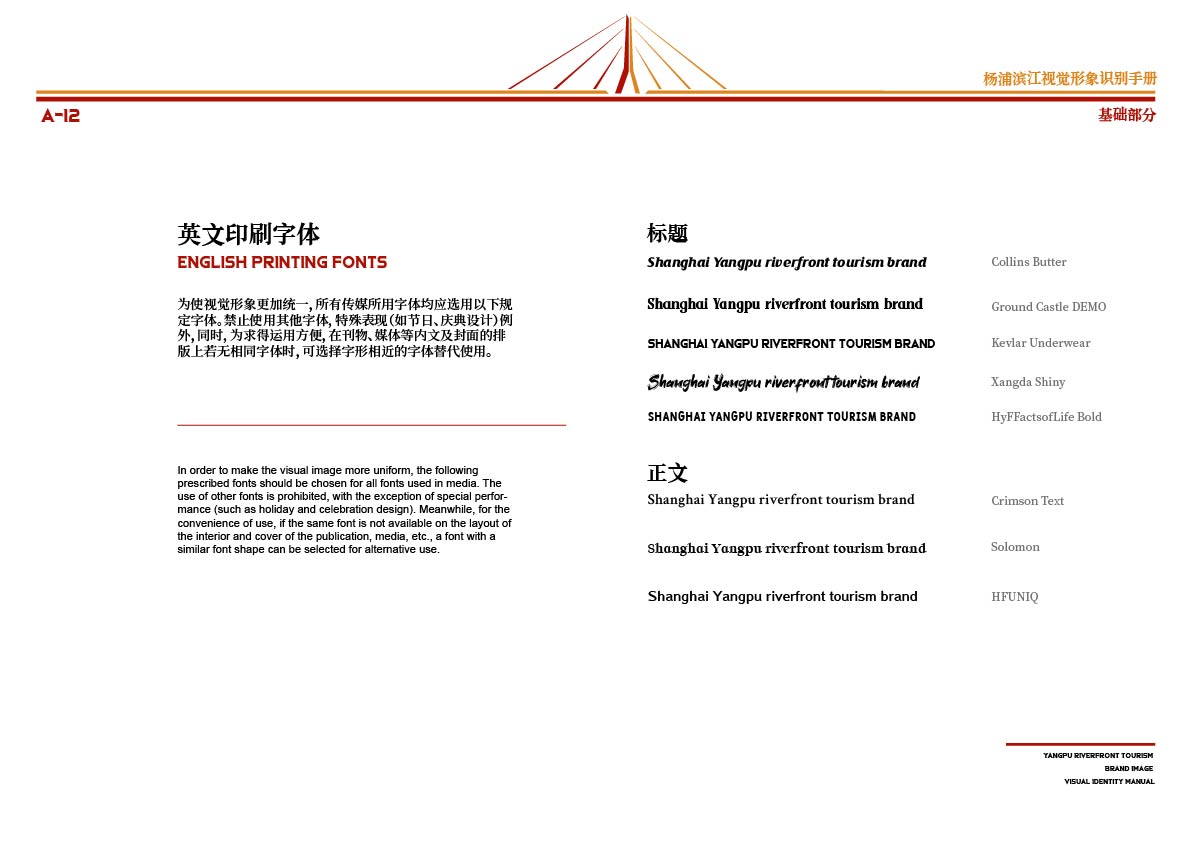 杨浦滨江视觉形象识别手册
A-12
基础部分
英文印刷字体
ENGLISH PRINTING FONTS
为使视觉形象更加统一,所有传媒所用字体均应选用以下规
定字体。禁止使用其他字体,特殊表现(如节日、庆典设计)例
外,同时,为求得运用方便,在刊物、媒体等内文及封面的排
版上若无相同字体时,可选择字形相近的字体替代使用。
In order to make the visual image more uniform, the following
prescribed fonts should be chosen for all fonts used in media. The
use of other fonts is prohibited, with the exception of special perfor-
mance (such as holiday and celebration design). Meanwhile, for the
convenience of use, if the same font is not available on the layout of
the interior and cover of the publication, media, etc., a font with a
similar font shape can be selected for alternative use.
标题
Shanghai Yangpu riverfront tourism brand Collins Butter
Shanghai Yangpu riverfront tourism brand Ground Castle DEMO
SHANGHAI YANGPU RIVERFRONT TOURISM BRAND Kevlar Underwear
Shanghai Yangpu riverfront tourism brand Xangda Shiny
SHANGHAI YANGPU RIVERFRONT TOURISM BRAND HyFFactsofLife Bold
正文
Shanghai Yangpu riverfront tourism brand Crimson Text
Shanghai Yangpu riverfront tourism brand Solomon
Shanghai Yangpu riverfront tourism brand HFUNIQ
YANGPU RIVERFRONT TOURISM
BRAND IMAGE
VISUAL IDENTITY MANUAL